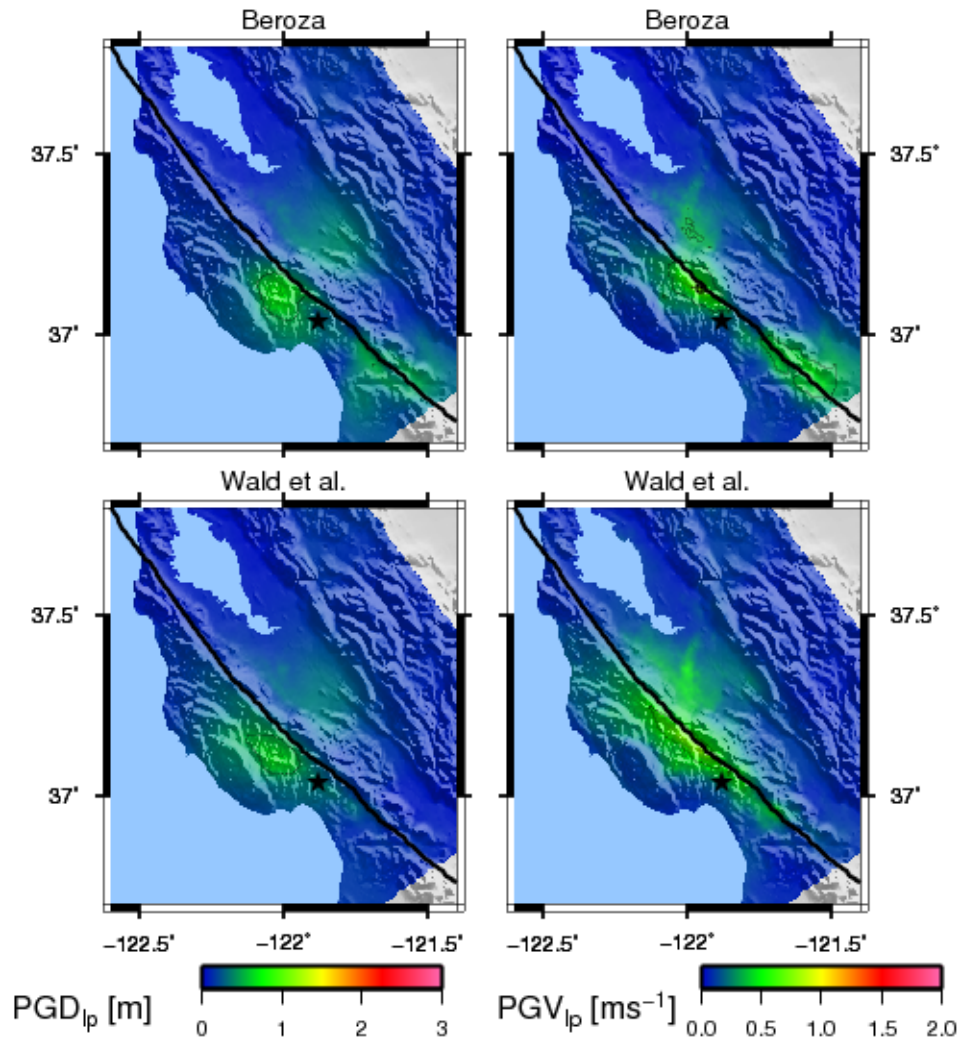 Beroza Beroza
37.5° 37.5°
37° 37°
Wald et al. Wald et al.
37.5° 37.5°
37° 37°
−122.5° −122° −121.5° −122.5° −122° −121.5°
PGDlp [m] PGVlp [ms−1]
0 1 2 3 0.0 0.5 1.0 1.5 2.0